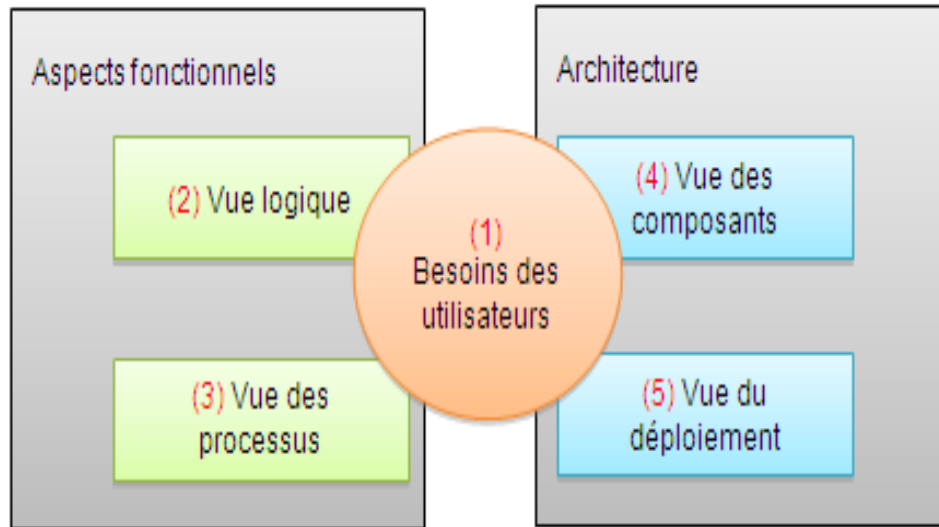 Aspects fonctionnels
(2) Vue logique
(3) Vue des
processus
(1)
Besoins des
utilisateurs
Architecture
(4) Vue des
composants
(5) Vue du
déploiement